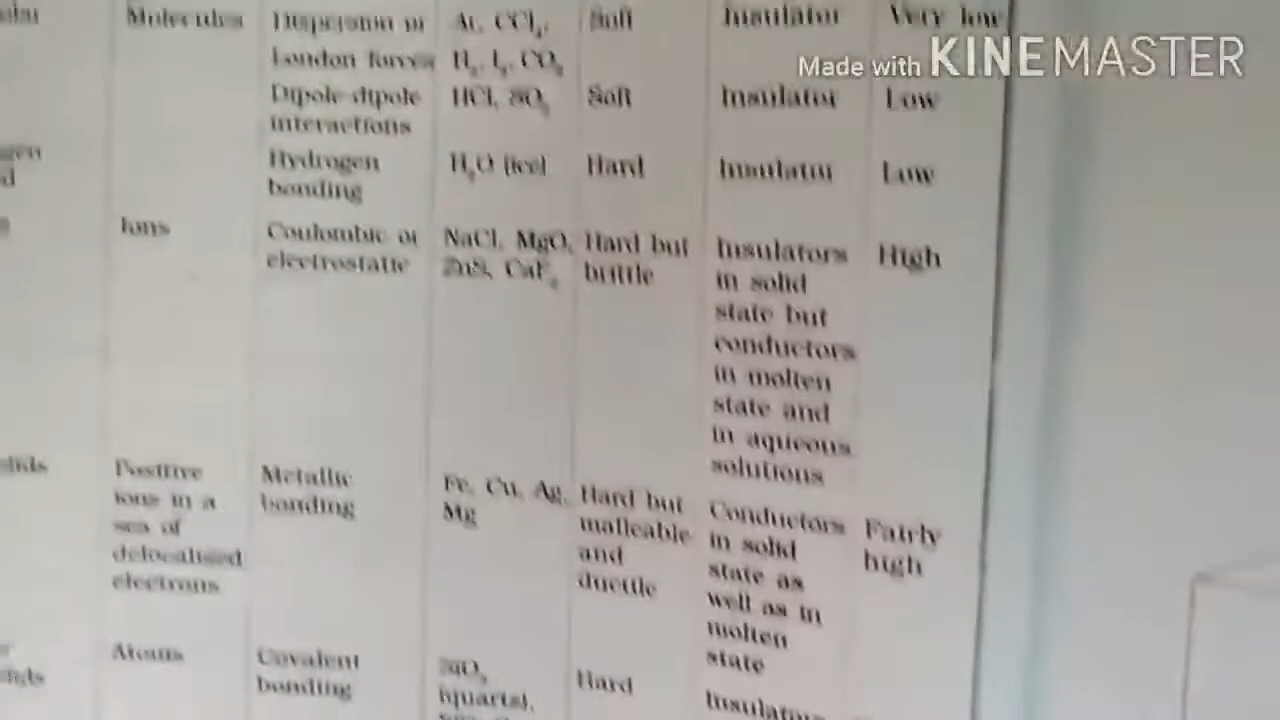 Molecules Dispersion or Ar, CCl4, Soft Insulator Very low
London forces H2, I2, CO2
Made with KINEMASTER
Dipole-dipole HCl, SO2 Soft Insulator Low
interactions
Hydrogen H2O (ice) Hard Insulator Low
bonding
Ions Coulombic or NaCl, MgO, Hard but Insulators High
electrostatic ZnS, CaF2 brittle in solid
state but
conductors
in molten
state and
in aqueous
solutions
Positive Metallic Fe, Cu, Ag, Hard but Conductors Fairly
ions in a bonding Mg malleable in solid high
sea of and state as
delocalised ductile well as in
electrons molten
state
Atoms Covalent SiO2 Hard Insulators
bonding (quartz),